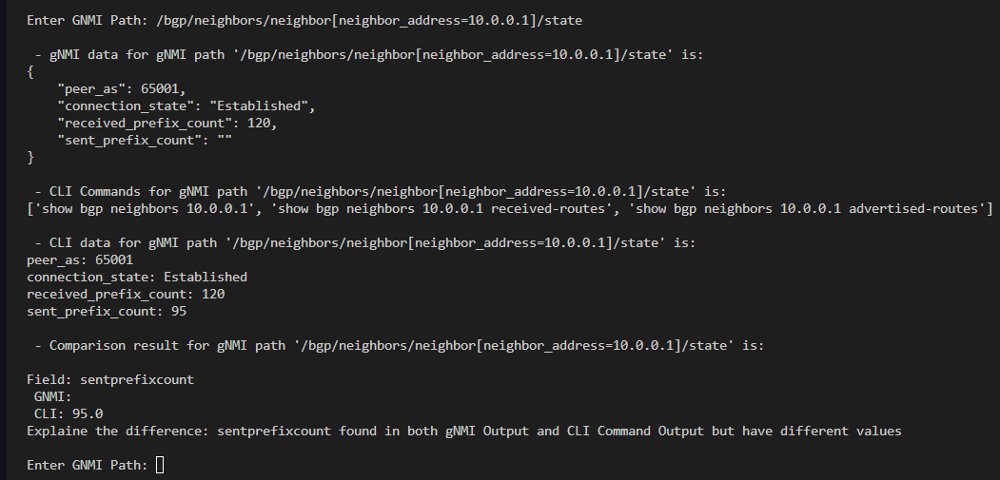 Enter GNMI Path: /bgp/neighbors/neighbor[neighbor_address=10.0.0.1]/state
- gNMI data for gNMI path '/bgp/neighbors/neighbor[neighbor_address=10.0.0.1]/state' is:
{
"peer_as": 65001,
"connection_state": "Established",
"received_prefix_count": 120,
"sent_prefix_count": ""
}
- CLI Commands for gNMI path '/bgp/neighbors/neighbor[neighbor_address=10.0.0.1]/state' is:
['show bgp neighbors 10.0.0.1', 'show bgp neighbors 10.0.0.1 received-routes', 'show bgp neighbors 10.0.0.1 advertised-routes']
- CLI data for gNMI path '/bgp/neighbors/neighbor[neighbor_address=10.0.0.1]/state' is:
peer_as: 65001
connection_state: Established
received_prefix_count: 120
sent_prefix_count: 95
- Comparison result for gNMI path '/bgp/neighbors/neighbor[neighbor_address=10.0.0.1]/state' is:
Field: sentprefixcount
GNMI:
CLI: 95.0
Explaine the difference: sentprefixcount found in both gNMI Output and CLI Command Output but have different values
Enter GNMI Path: